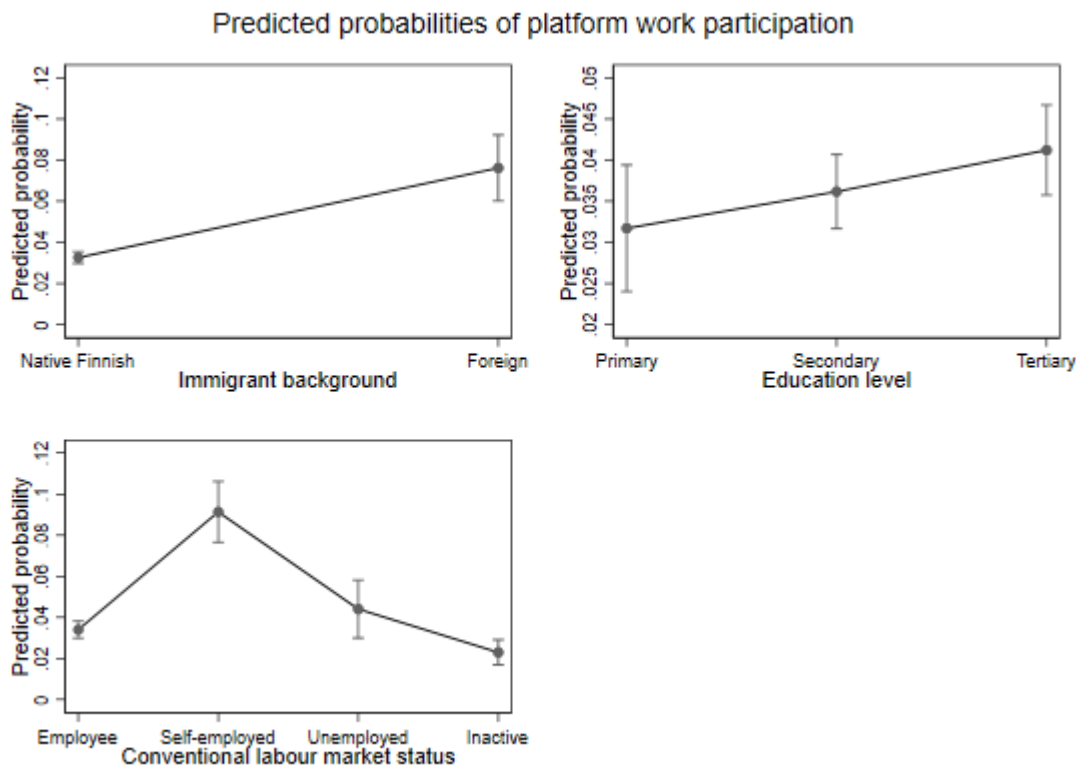 Predicted probabilities of platform work participation
Predicted probability
.12
.1
.08
.06
.04
.02
0
Native Finnish Foreign
Immigrant background
Predicted probability
.05
.045
.04
.035
.03
.025
.02
Primary Secondary Tertiary
Education level
Predicted probability
.12
.1
.08
.06
.04
.02
0
Employee Self-employed Unemployed Inactive
Conventional labour market status